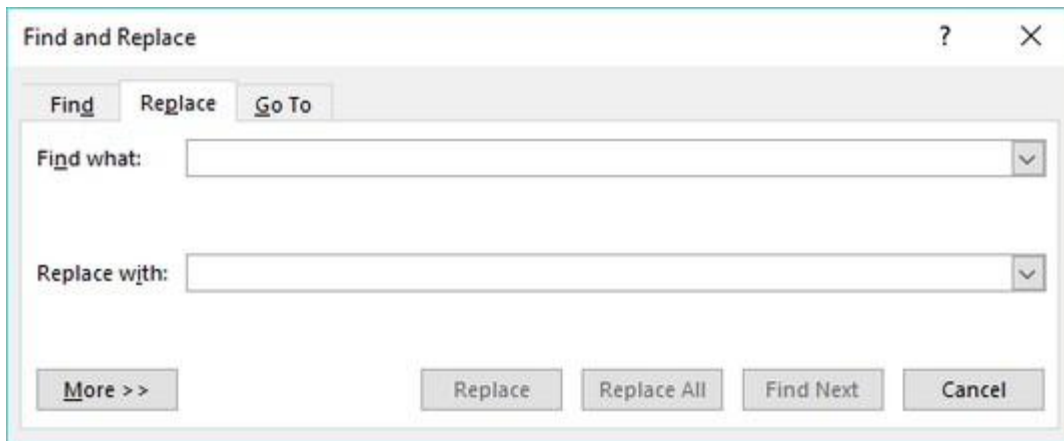 Find and Replace ?
Find Replace Go To
Find what:
Replace with:
More >> Replace Replace All Find Next Cancel